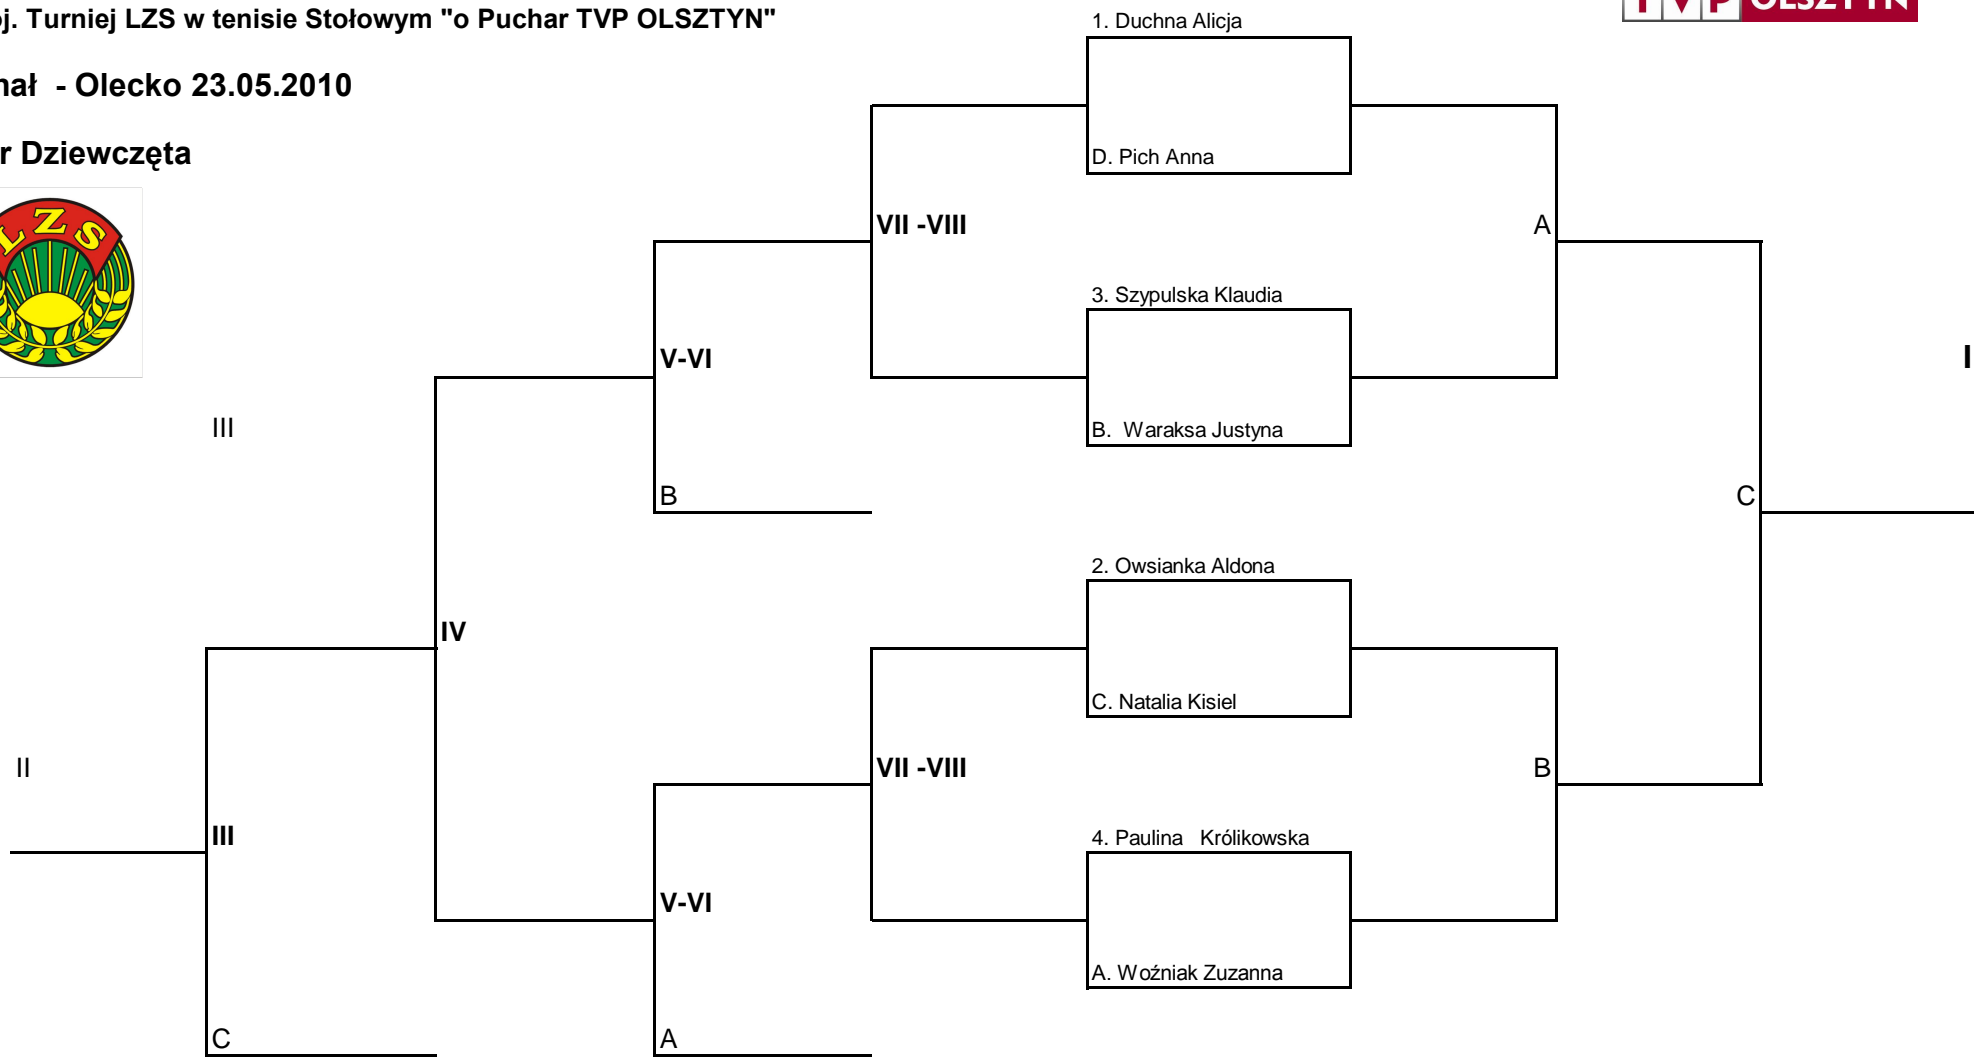 j. Turniej LZS w tenisie Stołowym "o Puchar TVP OLSZTYN"
TVP OLSZTYN
1. Duchna Alicja
nał - Olecko 23.05.2010
D. Pich Anna
r Dziewczęta
LZS
VII -VIII
A
3. Szypulska Klaudia
V-VI
I
III
B. Waraksa Justyna
B
C
2. Owsianka Aldona
IV
C. Natalia Kisiel
II
VII -VIII
B
III
4. Paulina Królikowska
V-VI
A. Woźniak Zuzanna
C
A